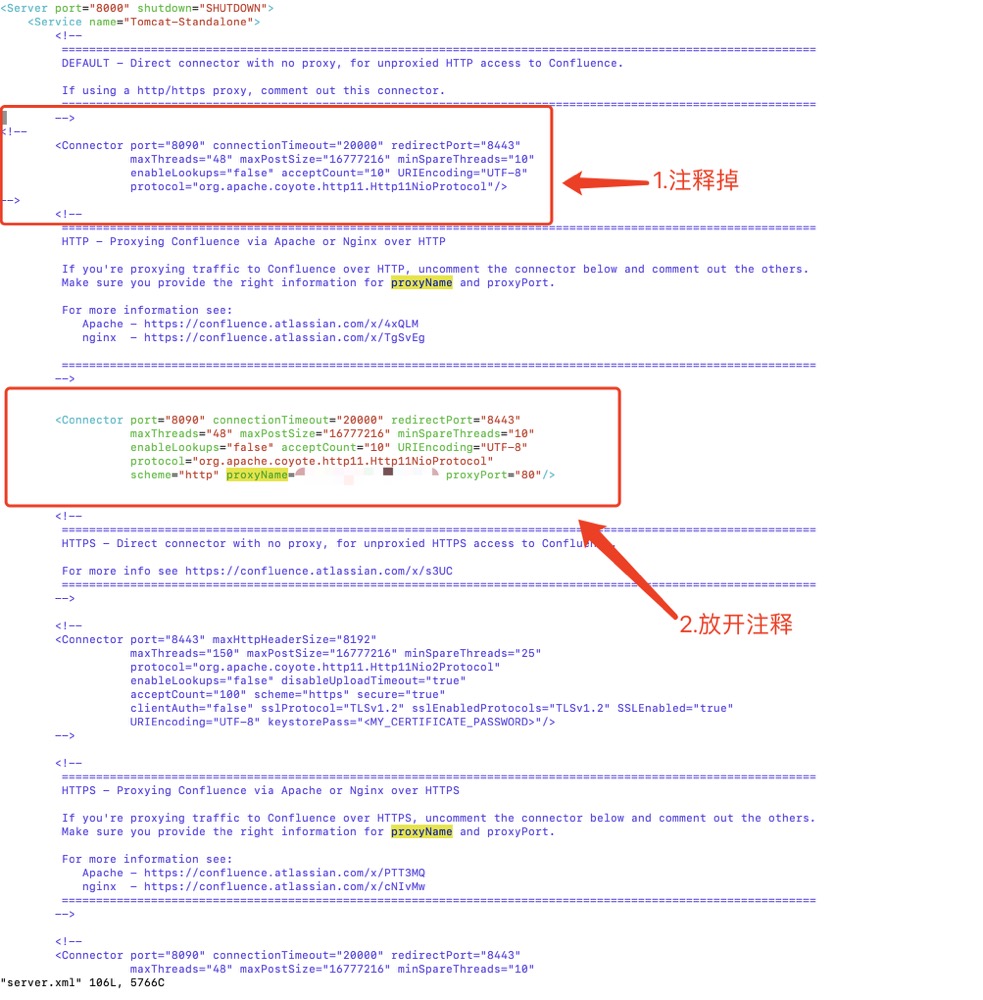 <Server port="8000" shutdown="SHUTDOWN">
<Service name="Tomcat-Standalone">
<!--
==============================================================================================================
DEFAULT - Direct connector with no proxy, for unproxied HTTP access to Confluence.
If using a http/https proxy, comment out this connector.
==============================================================================================================
-->
<!--
<Connector port="8090" connectionTimeout="20000" redirectPort="8443"
maxThreads="48" maxPostSize="16777216" minSpareThreads="10"
enableLookups="false" acceptCount="10" URIEncoding="UTF-8"
protocol="org.apache.coyote.http11.Http11NioProtocol"/>
1.注释掉
-->
<!--
==============================================================================================================
HTTP - Proxying Confluence via Apache or Nginx over HTTP
If you're proxying traffic to Confluence over HTTP, uncomment the connector below and comment out the others.
Make sure you provide the right information for proxyName and proxyPort.
For more information see:
Apache - https://confluence.atlassian.com/x/4xQLM
nginx  - https://confluence.atlassian.com/x/TgSvEg
==============================================================================================================
-->
<Connector port="8090" connectionTimeout="20000" redirectPort="8443"
maxThreads="48" maxPostSize="16777216" minSpareThreads="10"
enableLookups="false" acceptCount="10" URIEncoding="UTF-8"
protocol="org.apache.coyote.http11.Http11NioProtocol"
scheme="http" proxyName= proxyPort="80"/>
<!--
==============================================================================================================
HTTPS - Direct connector with no proxy, for unproxied HTTPS access to
For more info see https://confluence.atlassian.com/x/s3UC
==============================================================================================================
-->
2.放开注释
<!--
<Connector port="8443" maxHttpHeaderSize="8192"
maxThreads="150" maxPostSize="16777216" minSpareThreads="25"
protocol="org.apache.coyote.http11.Http11Nio2Protocol"
enableLookups="false" disableUploadTimeout="true"
acceptCount="100" scheme="https" secure="true"
clientAuth="false" sslProtocol="TLSv1.2" sslEnabledProtocols="TLSv1.2" SSLEnabled="true"
URIEncoding="UTF-8" keystorePass="<MY_CERTIFICATE_PASSWORD>"/>
-->
<!--
==============================================================================================================
HTTPS - Proxying Confluence via Apache or Nginx over HTTPS
If you're proxying traffic to Confluence over HTTPS, uncomment the connector below and comment out the others.
Make sure you provide the right information for proxyName and proxyPort.
For more information see:
Apache - https://confluence.atlassian.com/x/PTT3MQ
nginx  - https://confluence.atlassian.com/x/cNIvMw
==============================================================================================================
-->
<!--
<Connector port="8090" connectionTimeout="20000" redirectPort="8443"
maxThreads="48" maxPostSize="16777216" minSpareThreads="10"
"server.xml" 106L, 5766C